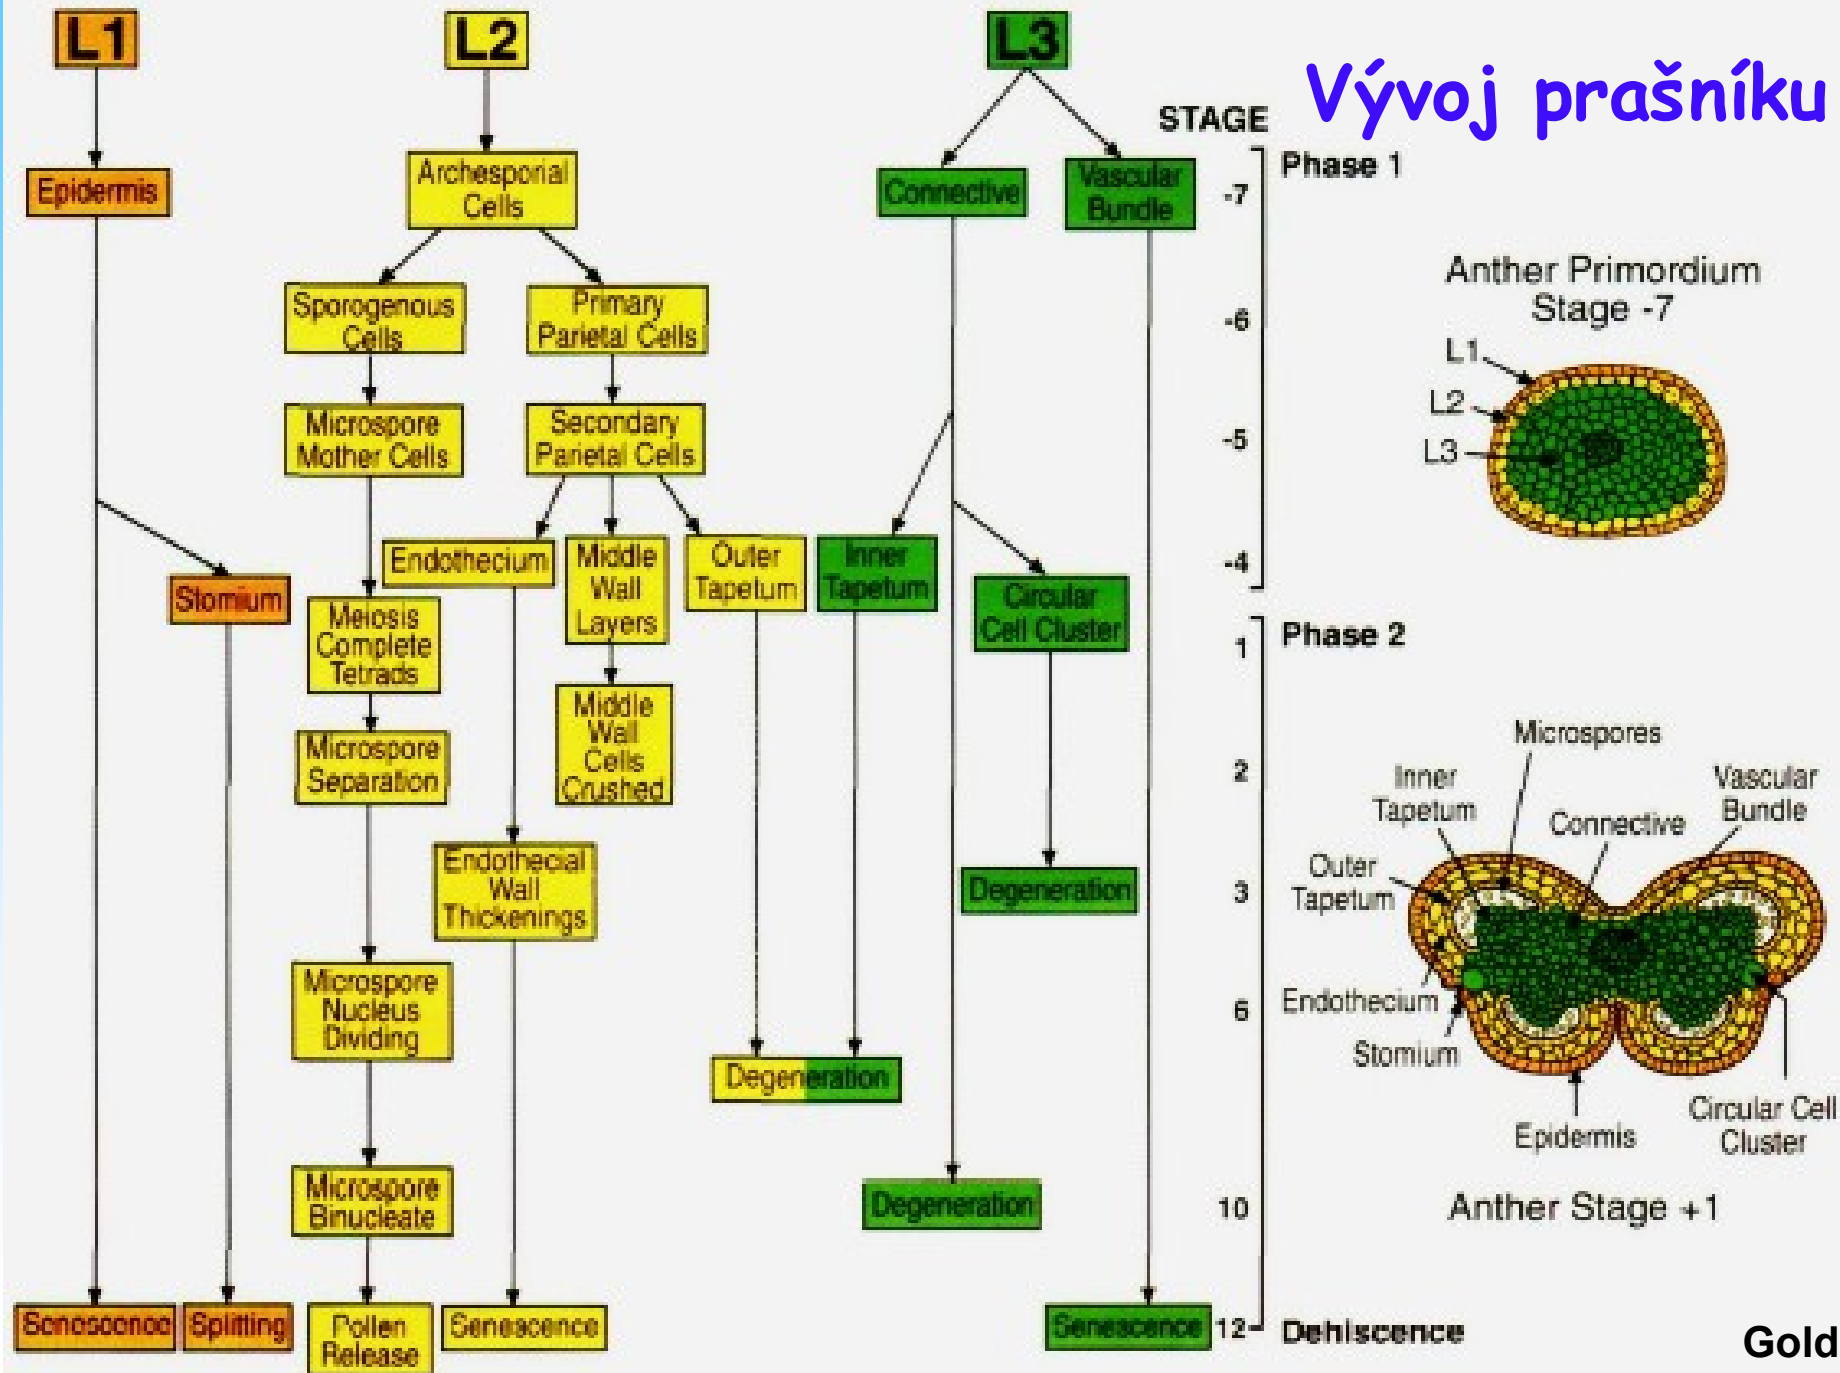 L1
L2
L3
Vývoj prašníku
STAGE
Phase 1
Epidermis
Archesporial
Cells
Connective
Vascular
Bundle
-7
Anther Primordium
Stage -7
Sporogenous
Cells
Primary
Parietal Cells
-6
L1
L2
L3
Microspore
Mother Cells
Secondary
Parietal Cells
-5
Endothecium
Middle
Wall
Layers
Outer
Tapetum
Inner
Tapetum
-4
Stomium
Meiosis
Complete
Tetrads
Circular
Cell Cluster
1
Phase 2
Microspore
Separation
Middle
Wall
Cells
Crushed
2
Microspores
Inner
Tapetum
Vascular
Bundle
Connective
Outer
Tapetum
Endothecial
Wall
Thickenings
Degeneration
3
Microspore
Nucleus
Dividing
6
Endothecium
Stomium
Degeneration
Epidermis
Circular Cell
Cluster
Microspore
Binucleate
Degeneration
10
Anther Stage +1
Senescence
Splitting
Pollen
Release
Senescence
Senescence
12
Dehiscence
Gold